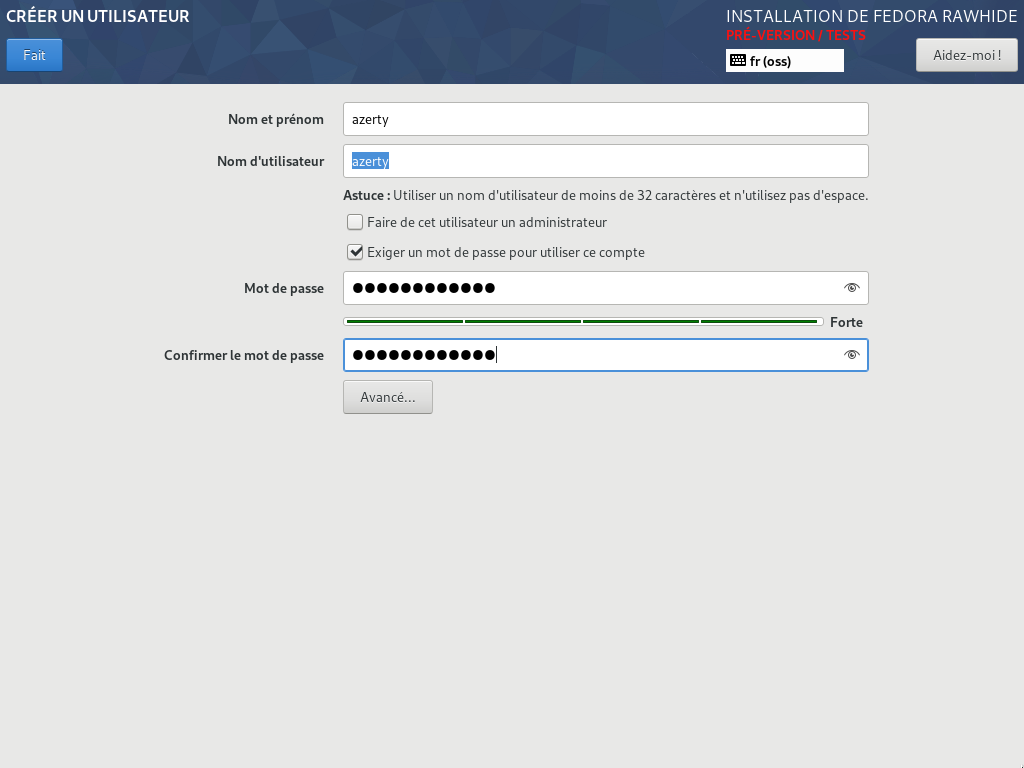 CRÉER UN UTILISATEUR
INSTALLATION DE FEDORA RAWHIDE
PRÉ-VERSION / TESTS
Fait
fr (oss)
Aidez-moi !
Nom et prénom
azerty
Nom d'utilisateur
azerty
Astuce : Utiliser un nom d'utilisateur de moins de 32 caractères et n'utilisez pas d'espace.
Faire de cet utilisateur un administrateur
Exiger un mot de passe pour utiliser ce compte
Mot de passe
●●●●●●●●●●●●
Forte
Confirmer le mot de passe
●●●●●●●●●●●●
Avancé...